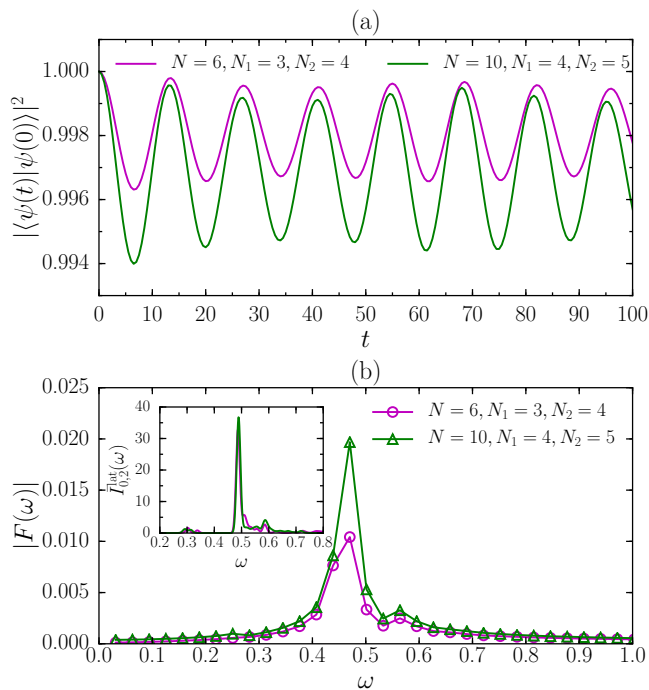 (a)
N = 6, N₁ = 3, N₂ = 4
N = 10, N₁ = 4, N₂ = 5
1.000
0.998
0.996
0.994
|⟨ψ(t)|ψ(0)⟩|²
0 10 20 30 40 50 60 70 80 90 100
t
(b)
0.025
0.020
0.015
0.010
0.005
0.000
|F(ω)|
N = 6, N₁ = 3, N₂ = 4
N = 10, N₁ = 4, N₂ = 5
40
30
20
10
0
Ī^{lat}_{0,2}(ω)
0.2 0.3 0.4 0.5 0.6 0.7 0.8
ω
0.0 0.1 0.2 0.3 0.4 0.5 0.6 0.7 0.8 0.9 1.0
ω